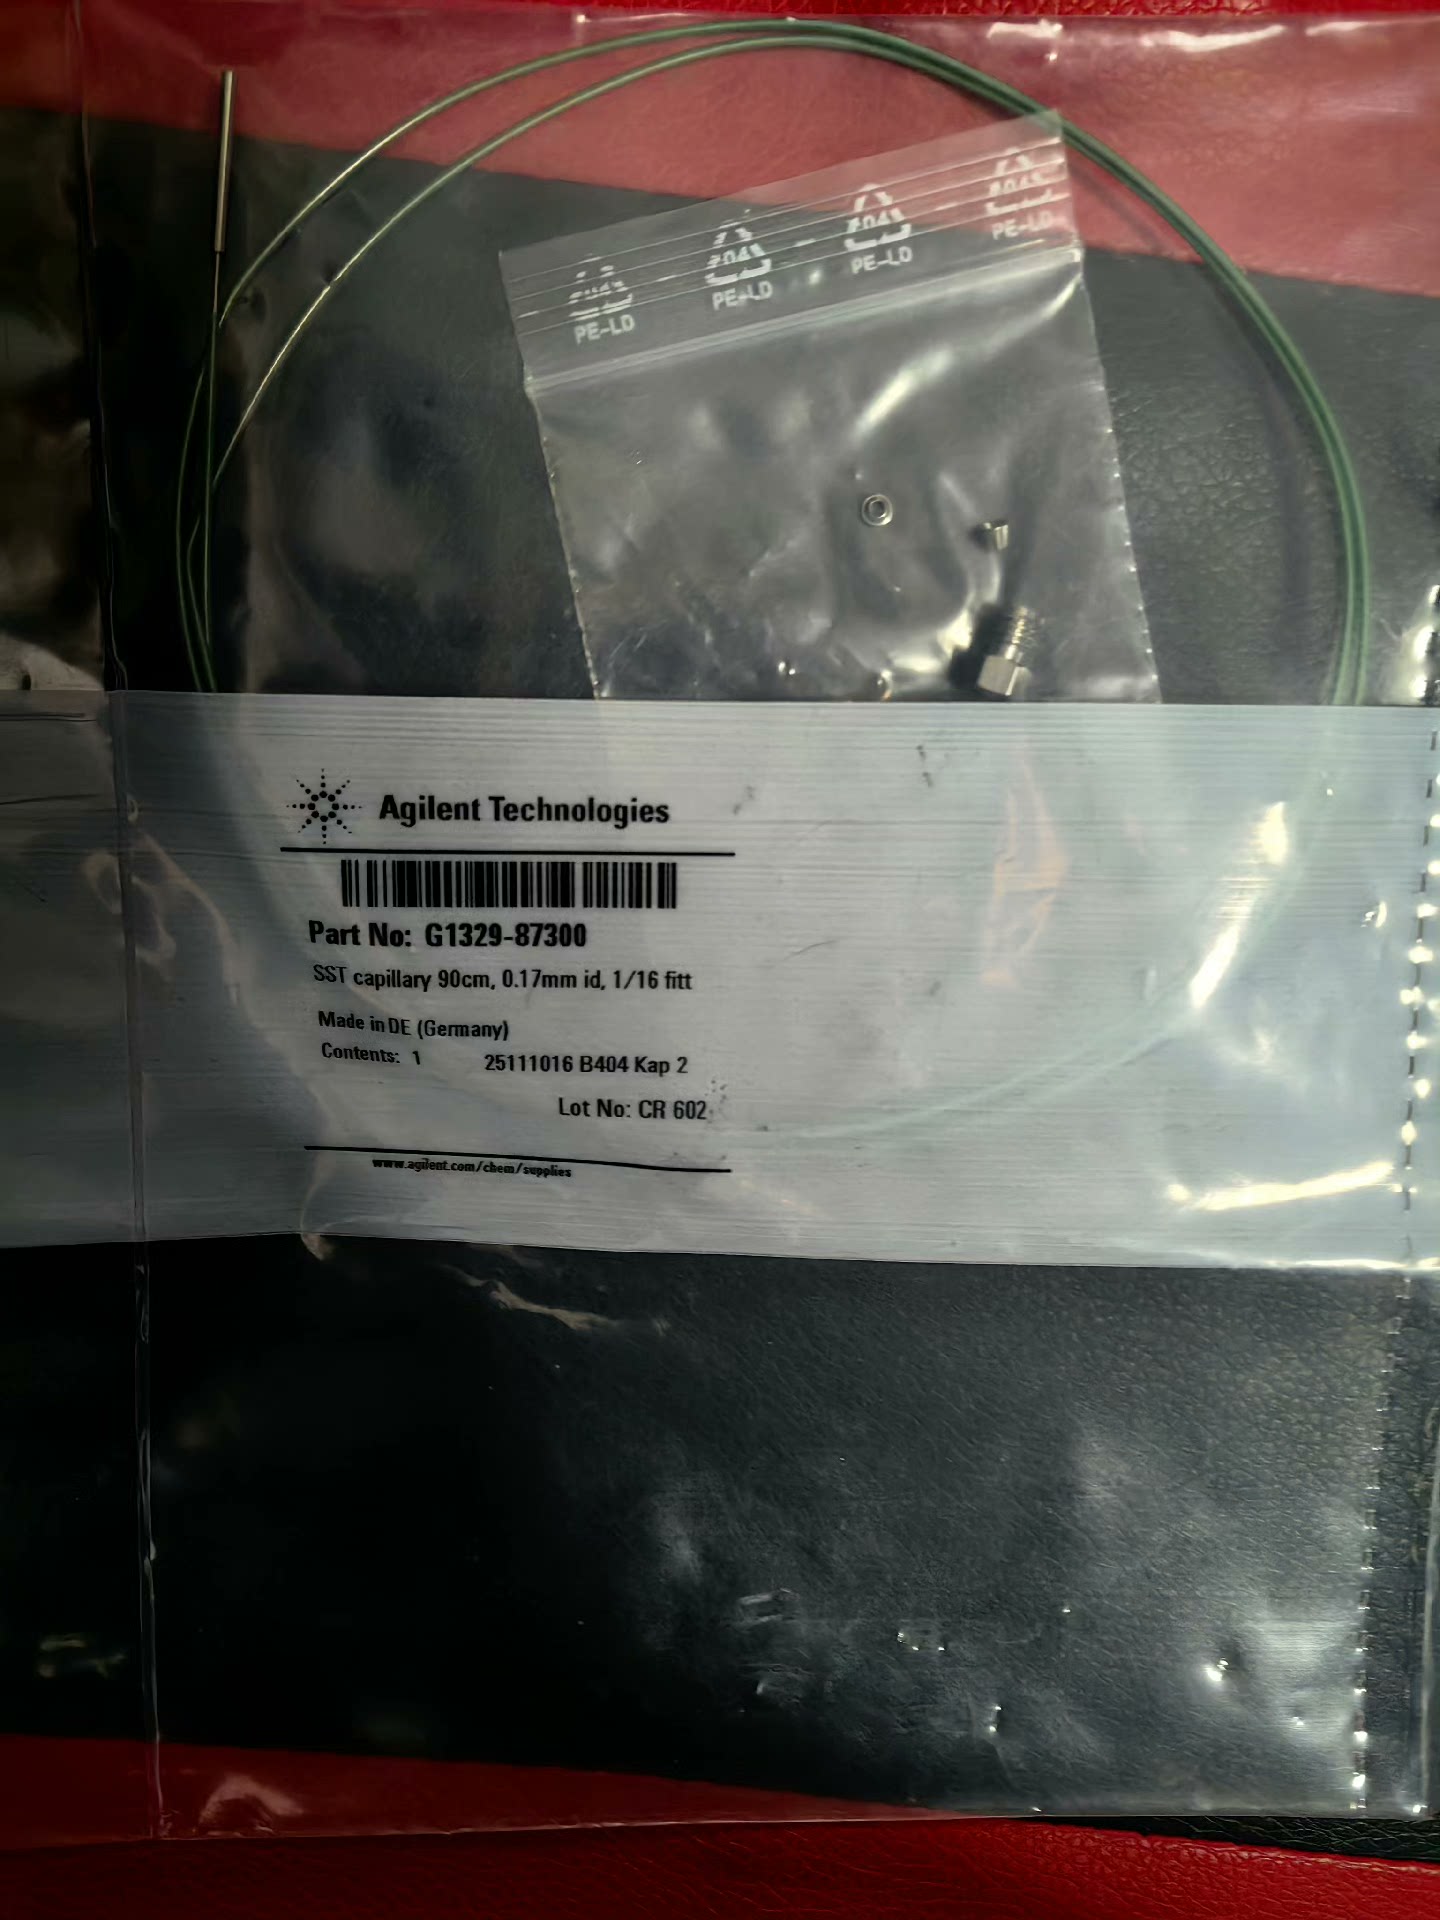 PE-LD
PE-LD
PE-LD
PE-LD
Agilent Technologies
Part No: G1329-87300
SST capillary 90cm, 0.17mm id, 1/16 fitt
Made in DE (Germany)
Contents: 1 25111016 B404 Kap 2
Lot No: CR 602
www.agilent.com/chem/supplies